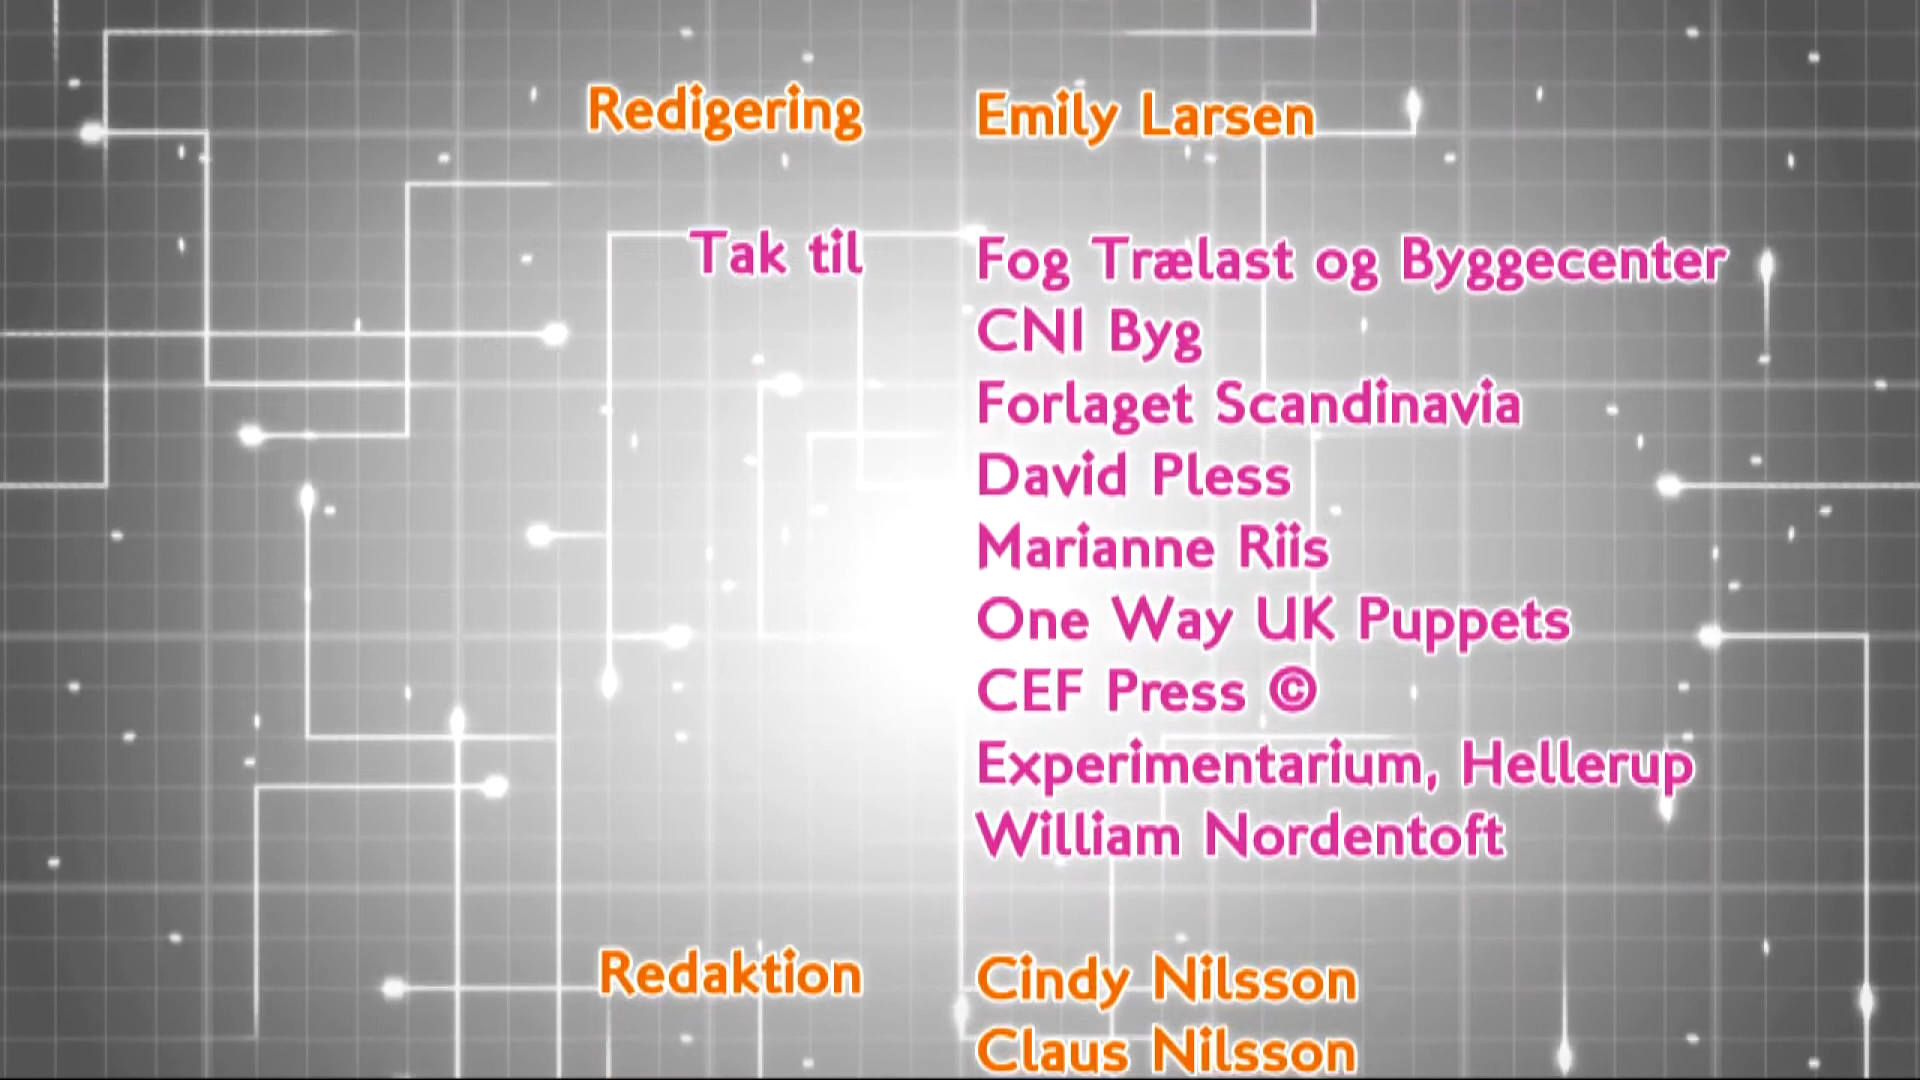 Redigering Emily Larsen
Tak til Fog Trælast og Byggecenter
CNI Byg
Forlaget Scandinavia
David Pless
Marianne Riis
One Way UK Puppets
CEF Press ©
Experimentarium, Hellerup
William Nordentoft
Redaktion Cindy Nilsson
Claus Nilsson